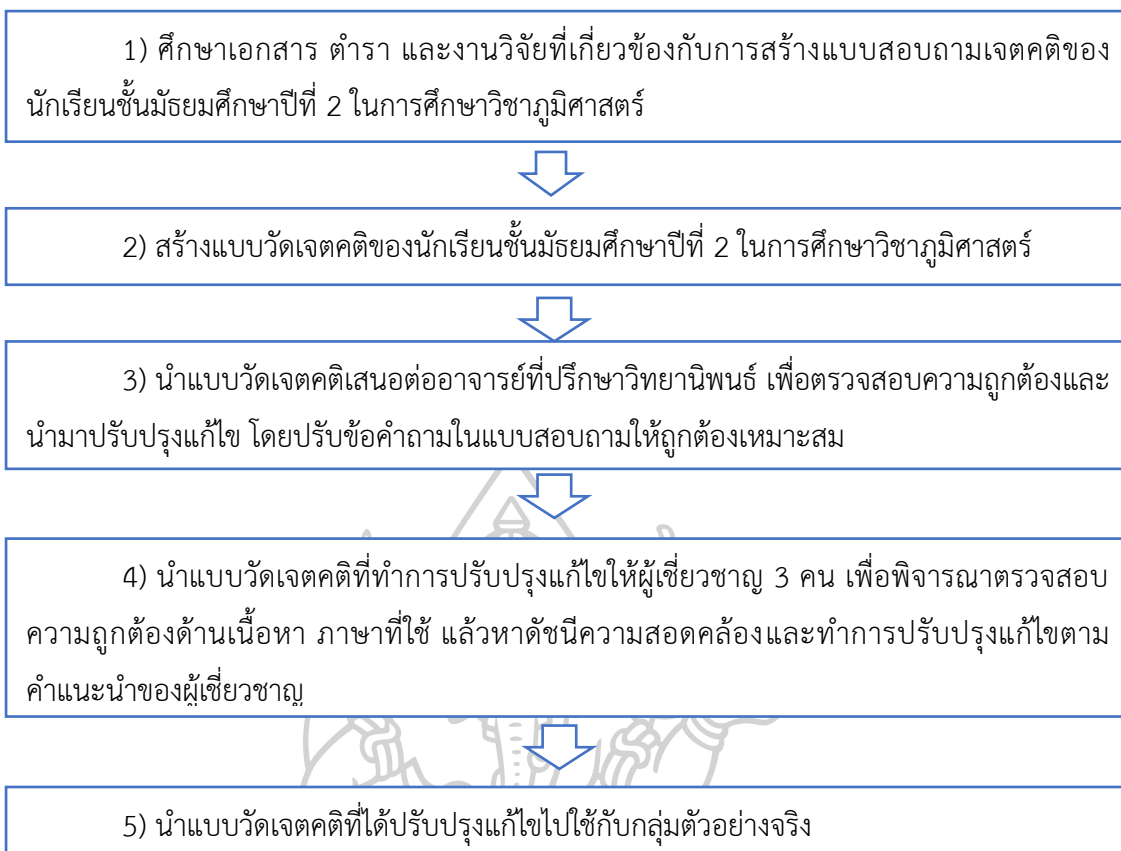 1) ศึกษาเอกสาร ตำรา และงานวิจัยที่เกี่ยวข้องกับการสร้างแบบสอบถามเจตคติของ
นักเรียนชั้นมัธยมศึกษาปีที่ 2 ในการศึกษาวิชาภูมิศาสตร์
2) สร้างแบบวัดเจตคติของนักเรียนชั้นมัธยมศึกษาปีที่ 2 ในการศึกษาวิชาภูมิศาสตร์
3) นำแบบวัดเจตคติเสนอต่ออาจารย์ที่ปรึกษาวิทยานิพนธ์ เพื่อตรวจสอบความถูกต้องและ
นำมาปรับปรุงแก้ไข โดยปรับข้อคำถามในแบบสอบถามให้ถูกต้องเหมาะสม
4) นำแบบวัดเจตคติที่ทำการปรับปรุงแก้ไขให้ผู้เชี่ยวชาญ 3 คน เพื่อพิจารณาตรวจสอบ
ความถูกต้องด้านเนื้อหา ภาษาที่ใช้ แล้วหาดัชนีความสอดคล้องและทำการปรับปรุงแก้ไขตาม
คำแนะนำของผู้เชี่ยวชาญ
5) นำแบบวัดเจตคติที่ได้ปรับปรุงแก้ไขไปใช้กับกลุ่มตัวอย่างจริง